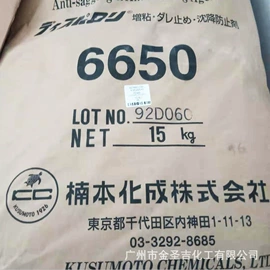 Anti-sagging
ディスパロン
増粘・ダレ止め・沈降防止剤
6650
LOT NO. 92D060
NET 15 kg
KUSUMOTO 1926
楠本化成株式会社
東京都千代田区内神田1-11-13
03-3292-8685
广州市金圣吉化工有限公司
KUSUMOTO CHEMICALS